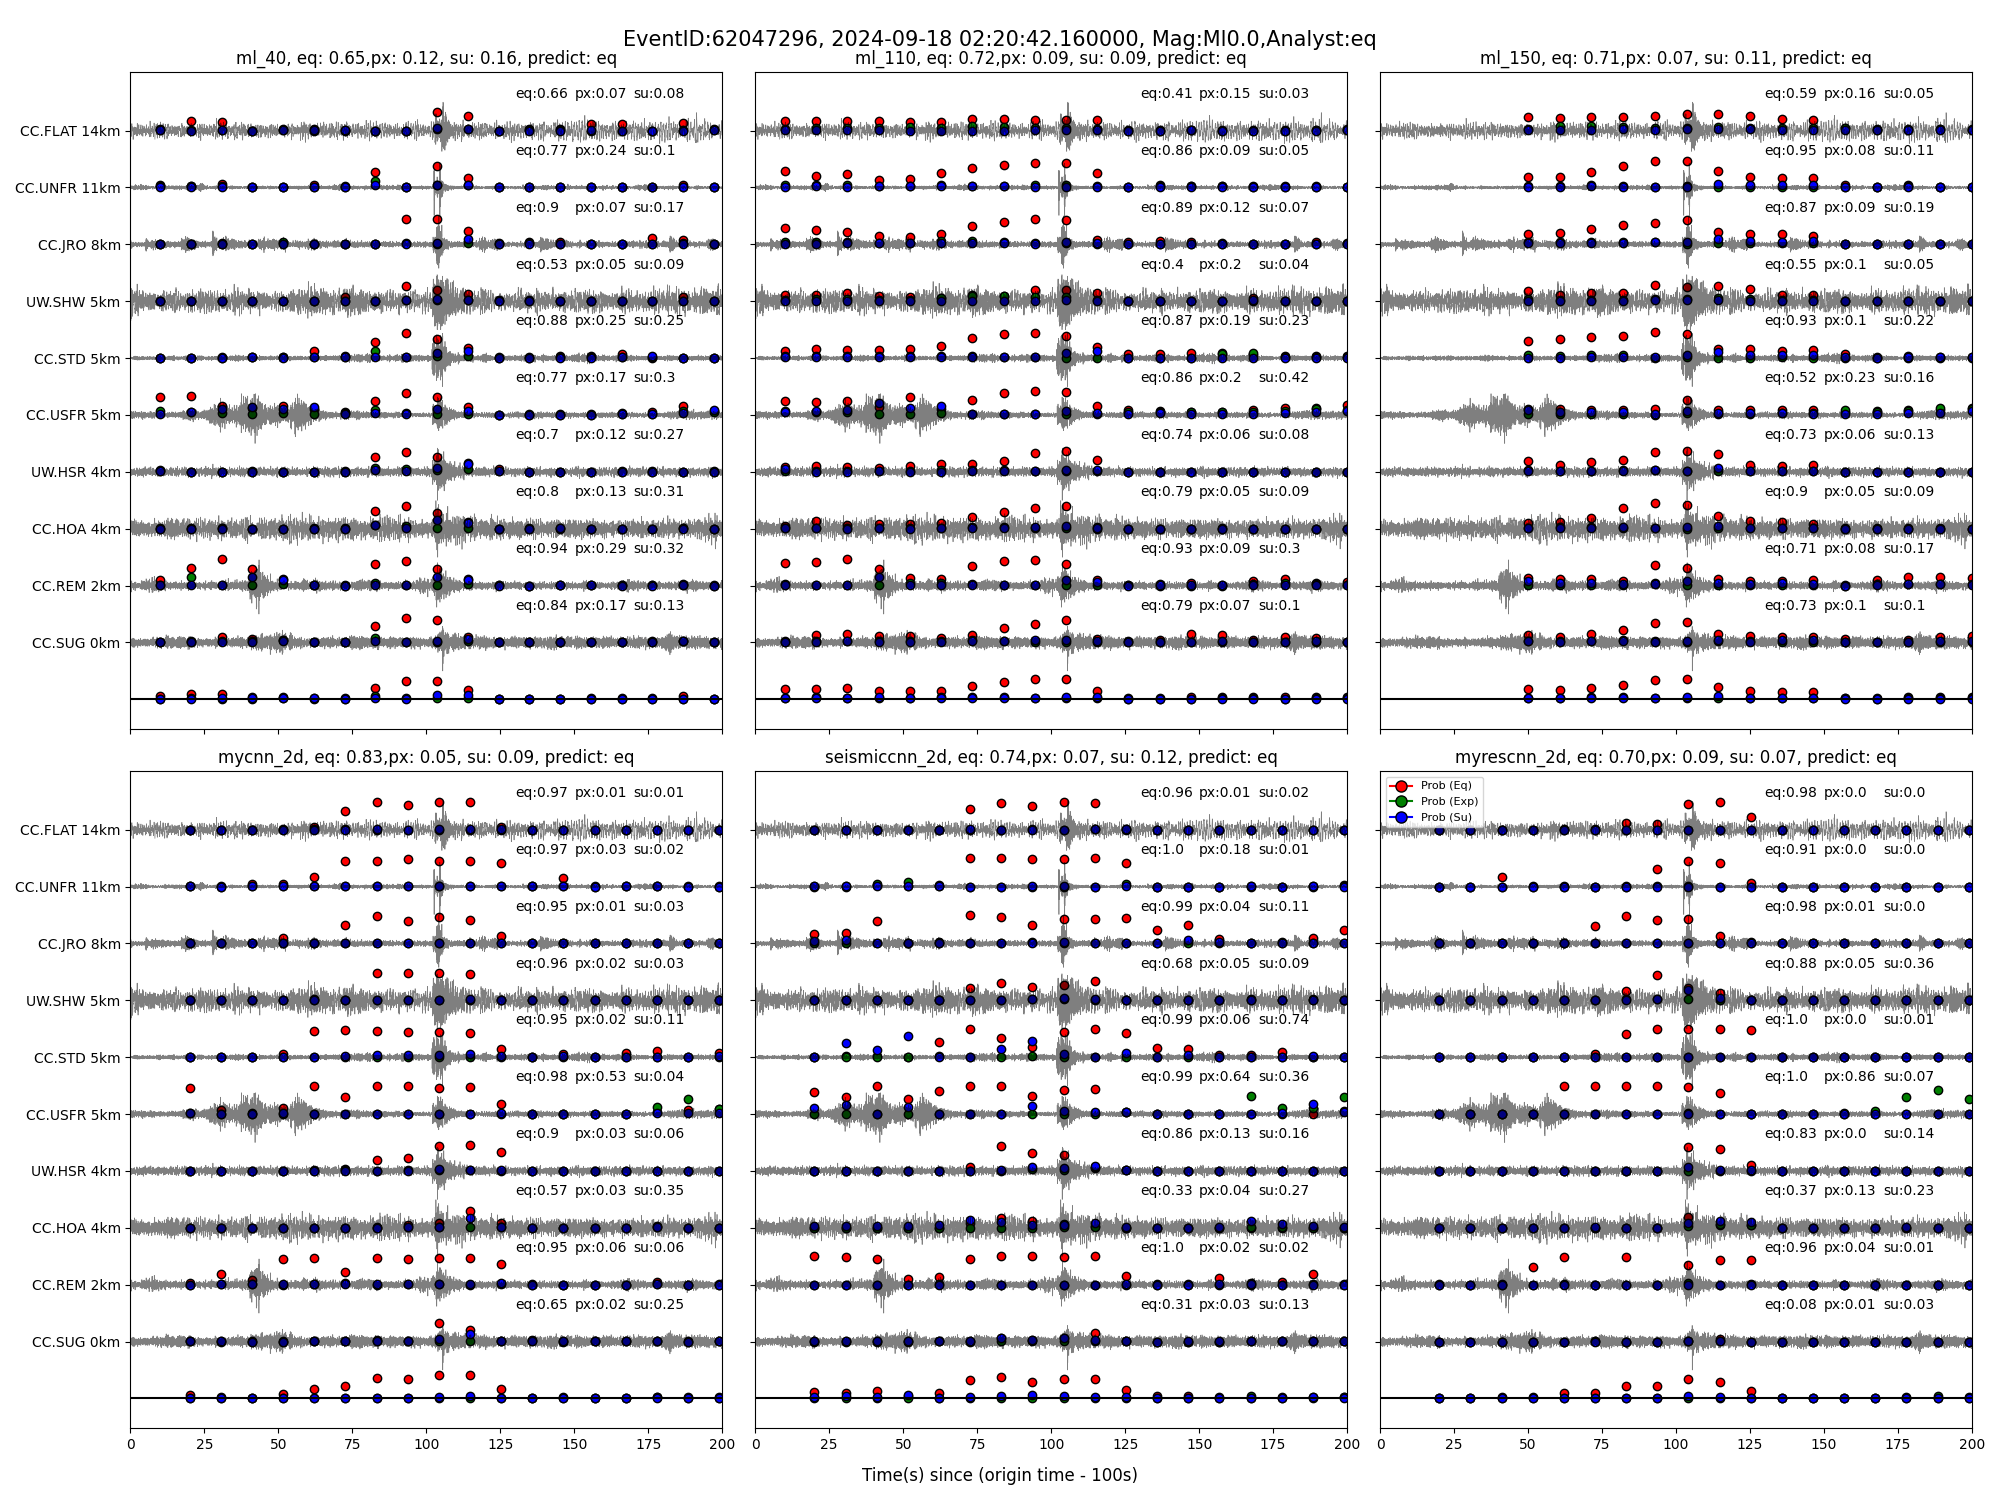 EventID:62047296, 2024-09-18 02:20:42.160000, Mag:Ml0.0,Analyst:eq
ml_40, eq: 0.65,px: 0.12, su: 0.16, predict: eq
eq:0.66 px:0.07 su:0.08
CC.FLAT 14km
eq:0.77 px:0.24 su:0.1
CC.UNFR 11km
eq:0.9 px:0.07 su:0.17
CC.JRO 8km
eq:0.53 px:0.05 su:0.09
UW.SHW 5km
eq:0.88 px:0.25 su:0.25
CC.STD 5km
eq:0.77 px:0.17 su:0.3
CC.USFR 5km
eq:0.7 px:0.12 su:0.27
UW.HSR 4km
eq:0.8 px:0.13 su:0.31
CC.HOA 4km
eq:0.94 px:0.29 su:0.32
CC.REM 2km
eq:0.84 px:0.17 su:0.13
CC.SUG 0km
ml_110, eq: 0.72,px: 0.09, su: 0.09, predict: eq
eq:0.41 px:0.15 su:0.03
eq:0.86 px:0.09 su:0.05
eq:0.89 px:0.12 su:0.07
eq:0.4 px:0.2 su:0.04
eq:0.87 px:0.19 su:0.23
eq:0.86 px:0.2 su:0.42
eq:0.74 px:0.06 su:0.08
eq:0.79 px:0.05 su:0.09
eq:0.93 px:0.09 su:0.3
eq:0.79 px:0.07 su:0.1
ml_150, eq: 0.71,px: 0.07, su: 0.11, predict: eq
eq:0.59 px:0.16 su:0.05
eq:0.95 px:0.08 su:0.11
eq:0.87 px:0.09 su:0.19
eq:0.55 px:0.1 su:0.05
eq:0.93 px:0.1 su:0.22
eq:0.52 px:0.23 su:0.16
eq:0.73 px:0.06 su:0.13
eq:0.9 px:0.05 su:0.09
eq:0.71 px:0.08 su:0.17
eq:0.73 px:0.1 su:0.1
mycnn_2d, eq: 0.83,px: 0.05, su: 0.09, predict: eq
eq:0.97 px:0.01 su:0.01
CC.FLAT 14km
eq:0.97 px:0.03 su:0.02
CC.UNFR 11km
eq:0.95 px:0.01 su:0.03
CC.JRO 8km
eq:0.96 px:0.02 su:0.03
UW.SHW 5km
eq:0.95 px:0.02 su:0.11
CC.STD 5km
eq:0.98 px:0.53 su:0.04
CC.USFR 5km
eq:0.9 px:0.03 su:0.06
UW.HSR 4km
eq:0.57 px:0.03 su:0.35
CC.HOA 4km
eq:0.95 px:0.06 su:0.06
CC.REM 2km
eq:0.65 px:0.02 su:0.25
CC.SUG 0km
0 25 50 75 100 125 150 175 200
seismiccnn_2d, eq: 0.74,px: 0.07, su: 0.12, predict: eq
eq:0.96 px:0.01 su:0.02
eq:1.0 px:0.18 su:0.01
eq:0.99 px:0.04 su:0.11
eq:0.68 px:0.05 su:0.09
eq:0.99 px:0.06 su:0.74
eq:0.99 px:0.64 su:0.36
eq:0.86 px:0.13 su:0.16
eq:0.33 px:0.04 su:0.27
eq:1.0 px:0.02 su:0.02
eq:0.31 px:0.03 su:0.13
0 25 50 75 100 125 150 175 200
myrescnn_2d, eq: 0.70,px: 0.09, su: 0.07, predict: eq
Prob (Eq)
Prob (Exp)
Prob (Su)
eq:0.98 px:0.0 su:0.0
eq:0.91 px:0.0 su:0.0
eq:0.98 px:0.01 su:0.0
eq:0.88 px:0.05 su:0.36
eq:1.0 px:0.0 su:0.01
eq:1.0 px:0.86 su:0.07
eq:0.83 px:0.0 su:0.14
eq:0.37 px:0.13 su:0.23
eq:0.96 px:0.04 su:0.01
eq:0.08 px:0.01 su:0.03
0 25 50 75 100 125 150 175 200
Time(s) since (origin time - 100s)